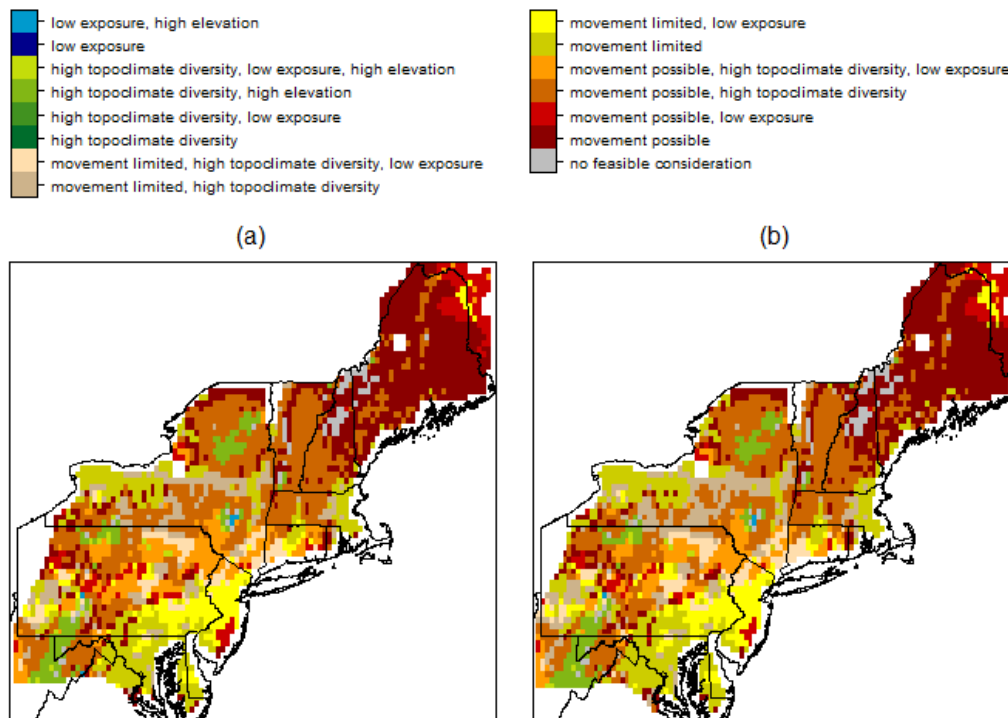 low exposure, high elevation
low exposure
high topoclimate diversity, low exposure, high elevation
high topoclimate diversity, high elevation
high topoclimate diversity, low exposure
high topoclimate diversity
movement limited, high topoclimate diversity, low exposure
movement limited, high topoclimate diversity
movement limited, low exposure
movement limited
movement possible, high topoclimate diversity, low exposure
movement possible, high topoclimate diversity
movement possible, low exposure
movement possible
no feasible consideration
(a)
(b)